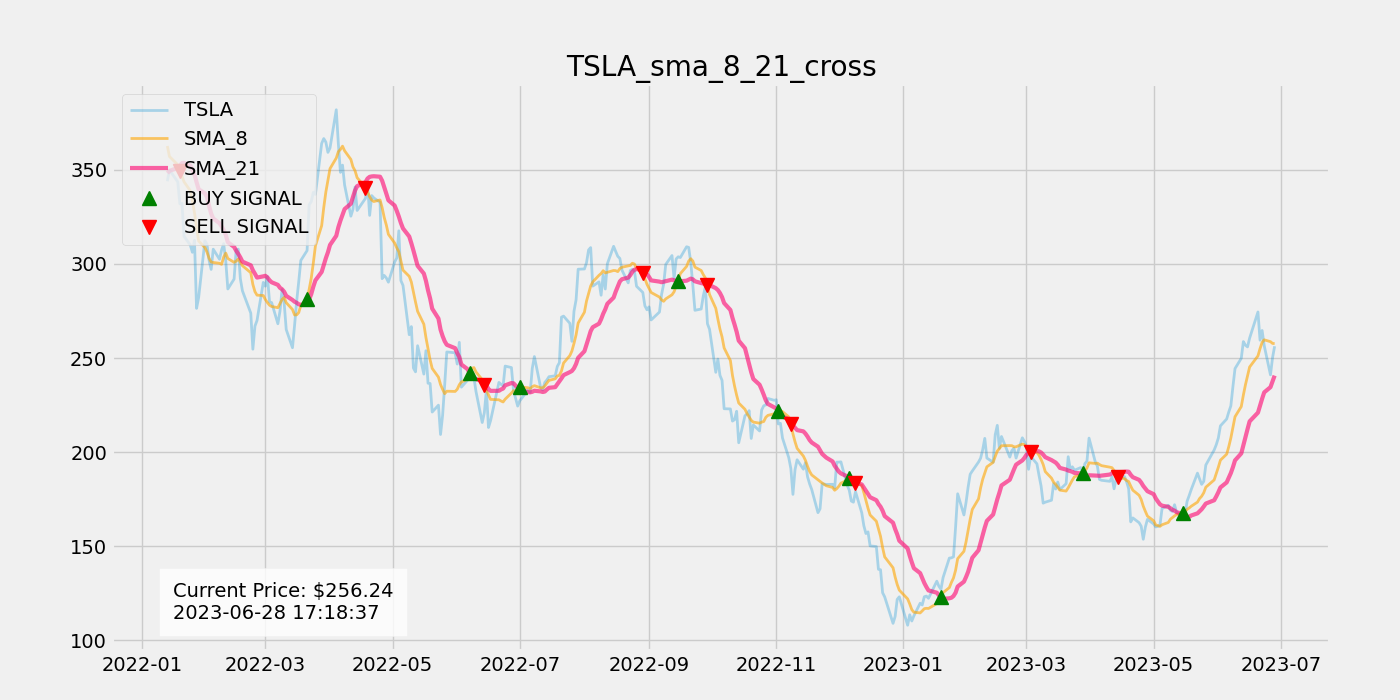 TSLA_sma_8_21_cross
TSLA
SMA_8
SMA_21
BUY SIGNAL
SELL SIGNAL
350
300
250
200
150
100
Current Price: $256.24
2023-06-28 17:18:37
2022-01 2022-03 2022-05 2022-07 2022-09 2022-11 2023-01 2023-03 2023-05 2023-07